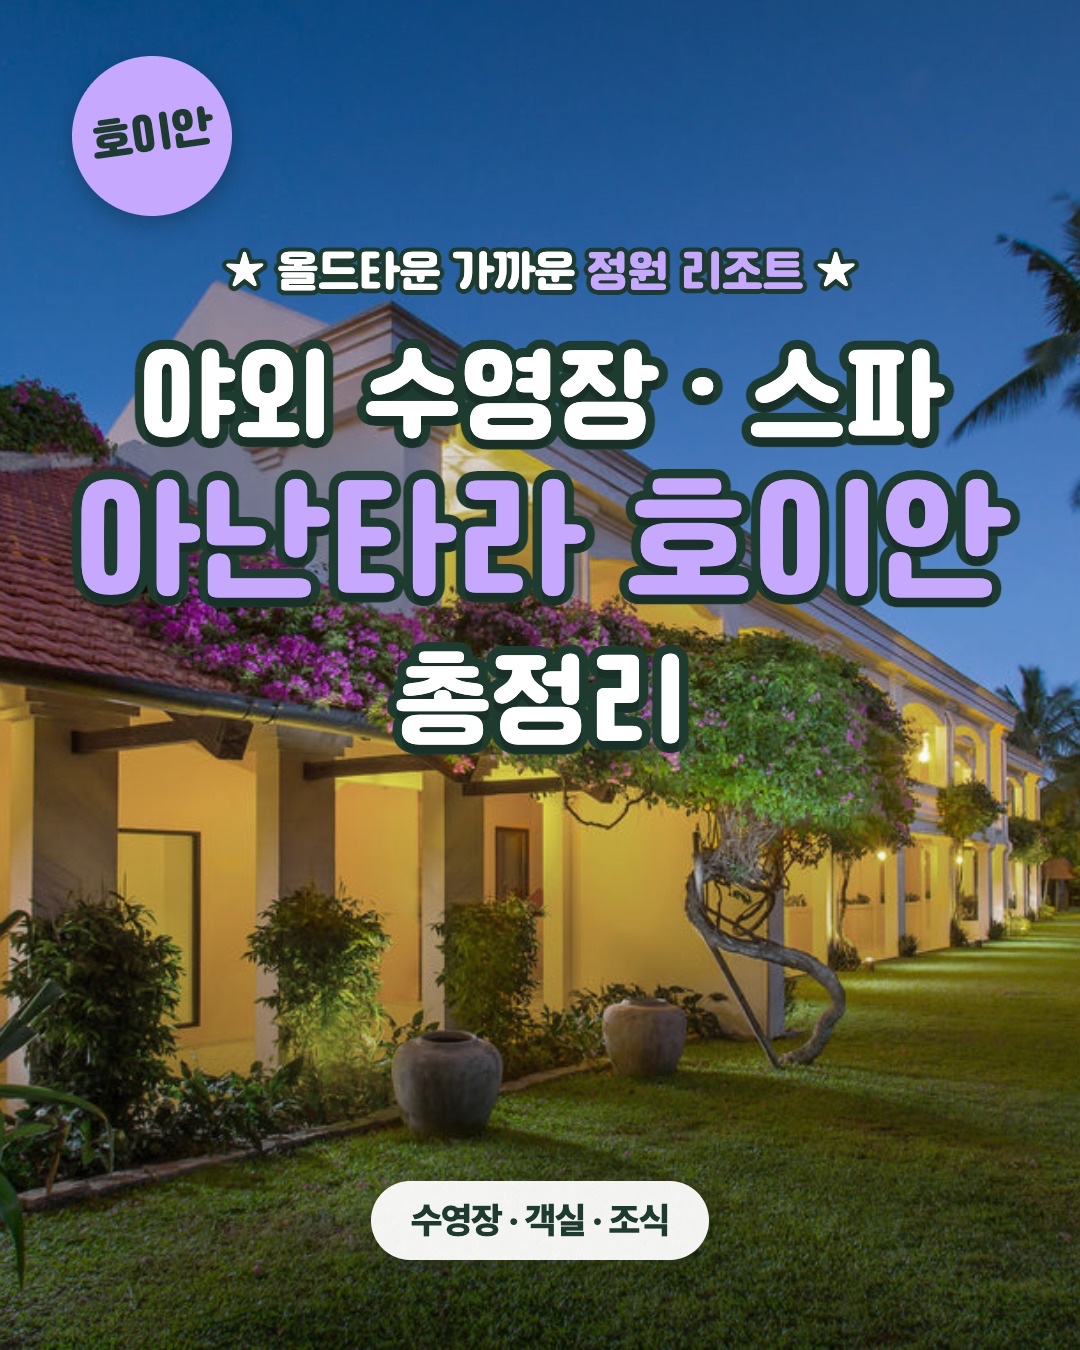 호이안
★ 올드타운 가까운 정원 리조트 ★
야외 수영장 · 스파
아난타라 호이안
총정리
수영장 · 객실 · 조식